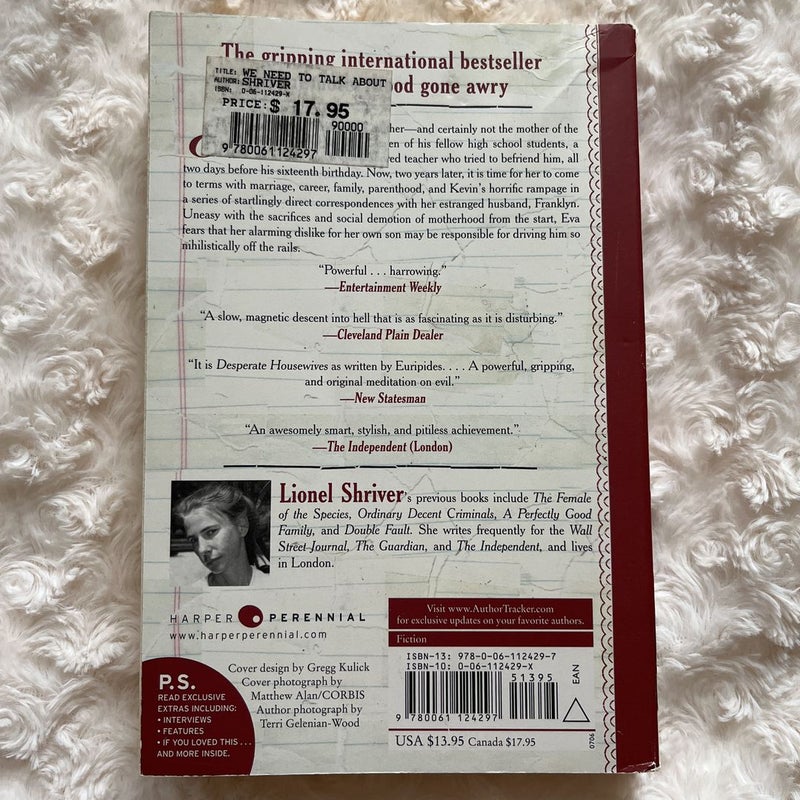 The gripping international bestseller
TITLE: WE NEED TO TALK ABOUT
AUTHOR: SHRIVER
ISBN: 0-06-112429-X
PRICE: $ 17.95
90000
9 780061 124297
gone awry
and certainly not the mother of the
of his fellow high school students, a
teacher who tried to befriend him, all
two days before his sixteenth birthday. Now, two years later, it is time for her to come
to terms with marriage, career, family, parenthood, and Kevin's horrific rampage in
a series of startlingly direct correspondences with her estranged husband, Franklyn.
Uneasy with the sacrifices and social demotion of motherhood from the start, Eva
fears that her alarming dislike for her own son may be responsible for driving him so
nihilistically off the rails.
“Powerful . . . harrowing.”
—Entertainment Weekly
“A slow, magnetic descent into hell that is as fascinating as it is disturbing.”
—Cleveland Plain Dealer
“It is Desperate Housewives as written by Euripides. . . . A powerful, gripping,
and original meditation on evil.”
—New Statesman
“An awesomely smart, stylish, and pitiless achievement.”
—The Independent (London)
Lionel Shriver's previous books include The Female
of the Species, Ordinary Decent Criminals, A Perfectly Good
Family, and Double Fault. She writes frequently for the Wall
Street Journal, The Guardian, and The Independent, and lives
in London.
HARPER PERENNIAL
www.harperperennial.com
Visit www.AuthorTracker.com
for exclusive updates on your favorite authors.
Fiction
ISBN-13: 978-0-06-112429-7
ISBN-10: 0-06-112429-X
51395
9 780061 124297
EAN
USA $13.95 Canada $17.95
0706
Cover design by Gregg Kulick
Cover photograph by
Matthew Alan/CORBIS
Author photograph by
Terri Gelenian-Wood
P.S.
READ EXCLUSIVE
EXTRAS INCLUDING:
• INTERVIEWS
• FEATURES
• IF YOU LOVED THIS . . .
AND MORE INSIDE.